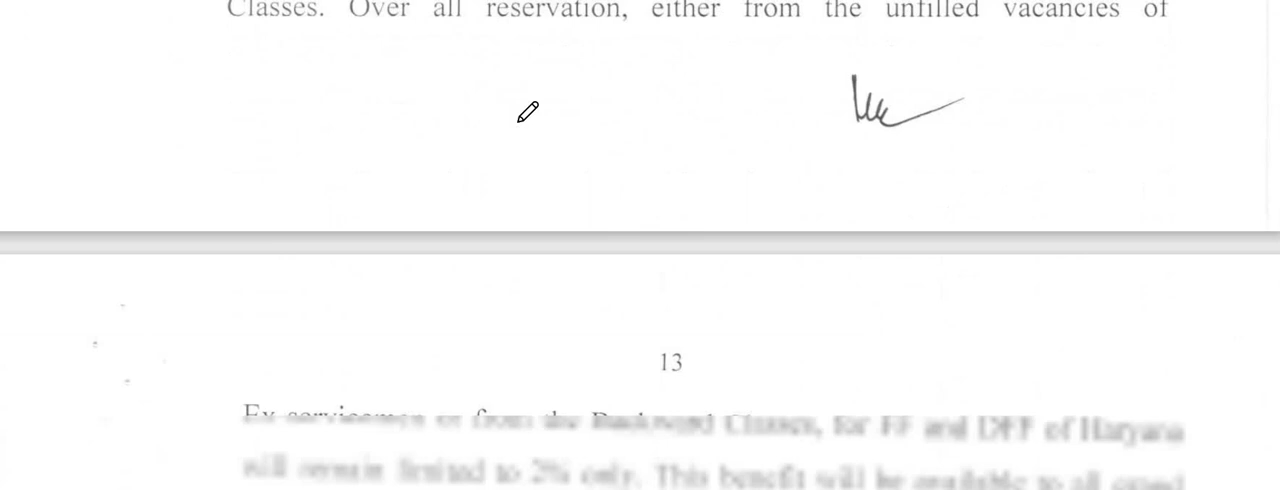 Classes. Over all reservation, either from the unfilled vacancies of
13
Ex-servicemen or from the Backward Classes, for FF and DFF of Haryana
will remain limited to 2% only. This benefit will be available to all